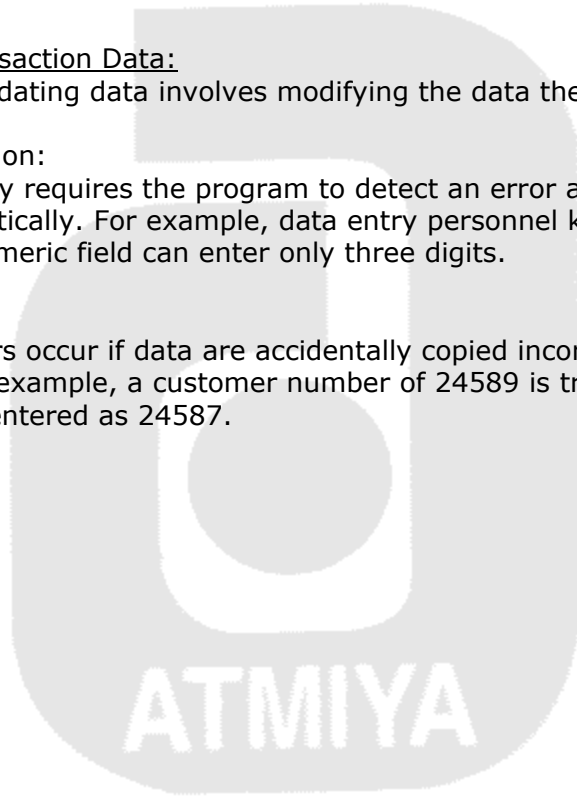 saction Data:
dating data involves modifying the data the
on:
y requires the program to detect an error a
tically. For example, data entry personnel k
meric field can enter only three digits.
rs occur if data are accidentally copied incor
example, a customer number of 24589 is tr
entered as 24587.
ATMIYA